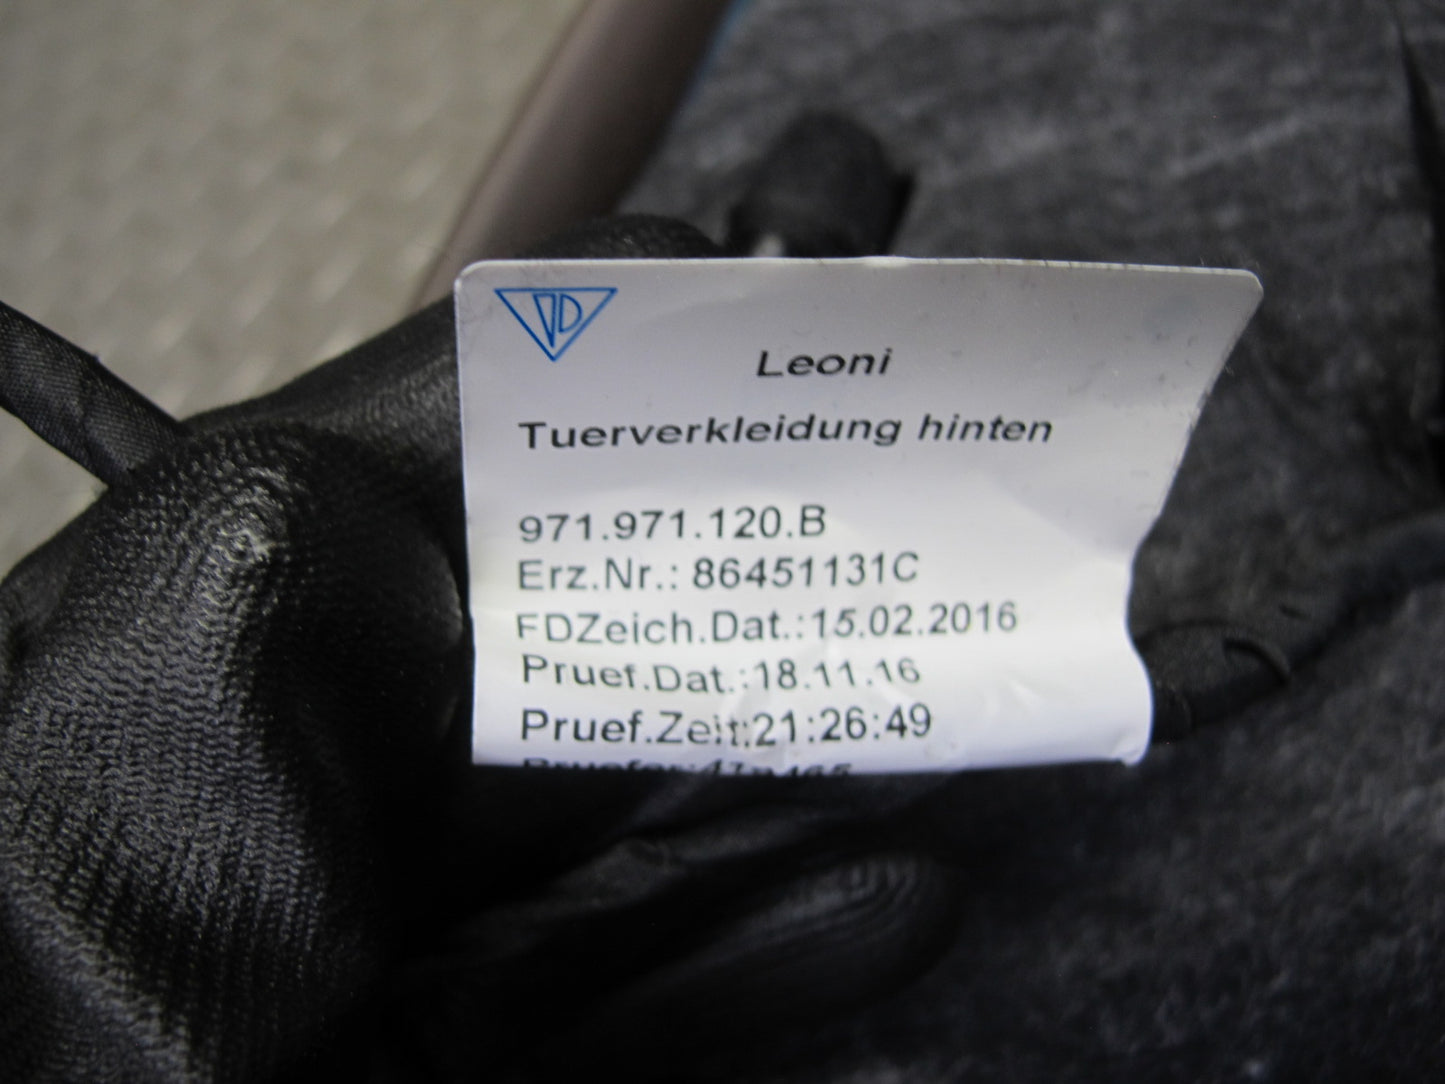 D
Leoni
Tuerverkleidung hinten
971.971.120.B
Erz.Nr.: 86451131C
FDZeich.Dat.:15.02.2016
Pruef.Dat.:18.11.16
Pruef.Zeit:21:26:49